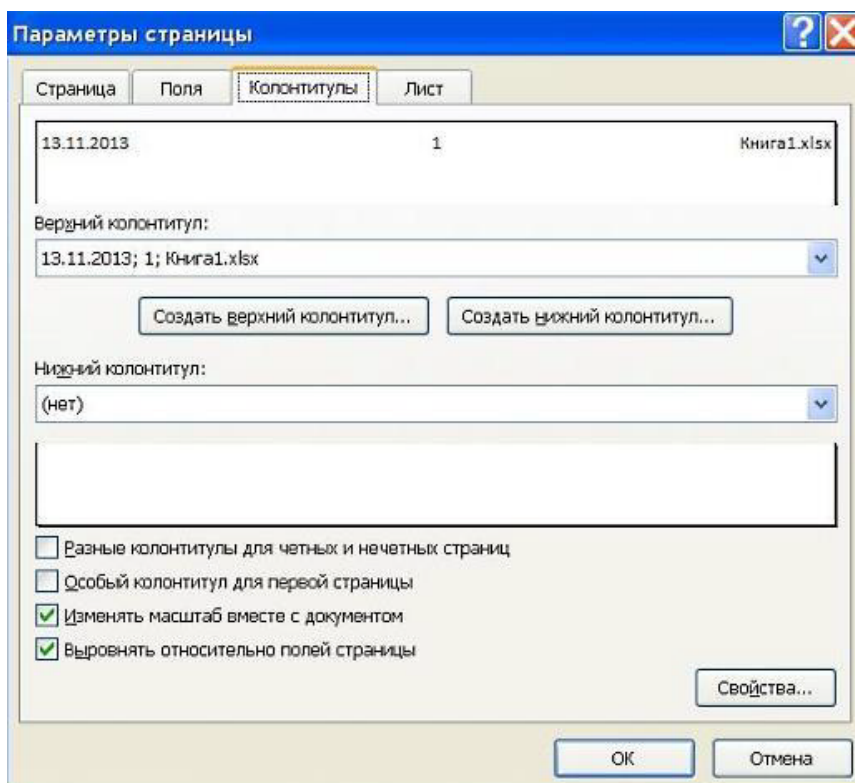 Параметры страницы
Страница Поля Колонтитулы Лист
13.11.2013 1 Книга1.xlsx
Верхний колонтитул:
13.11.2013; 1; Книга1.xlsx
Создать верхний колонтитул... Создать нижний колонтитул...
Нижний колонтитул:
(нет)
Разные колонтитулы для четных и нечетных страниц
Особый колонтитул для первой страницы
Изменять масштаб вместе с документом
Выровнять относительно полей страницы
Свойства...
ОК Отмена